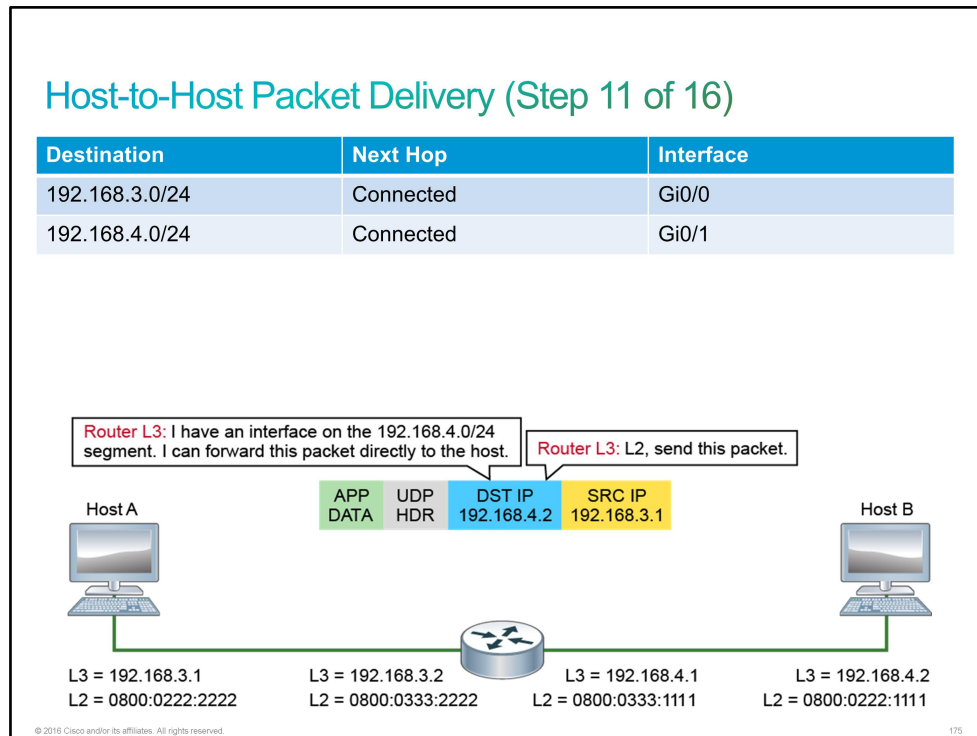 Host-to-Host Packet Delivery (Step 11 of 16)
Destination Next Hop Interface
192.168.3.0/24 Connected Gi0/0
192.168.4.0/24 Connected Gi0/1
Router L3: I have an interface on the 192.168.4.0/24
segment. I can forward this packet directly to the host.
Router L3: L2, send this packet.
APP DATA
UDP HDR
DST IP 192.168.4.2
SRC IP 192.168.3.1
Host A
Host B
L3 = 192.168.3.1
L2 = 0800:0222:2222
L3 = 192.168.3.2
L2 = 0800:0333:2222
L3 = 192.168.4.1
L2 = 0800:0333:1111
L3 = 192.168.4.2
L2 = 0800:0222:1111
© 2016 Cisco and/or its affiliates. All rights reserved.
175